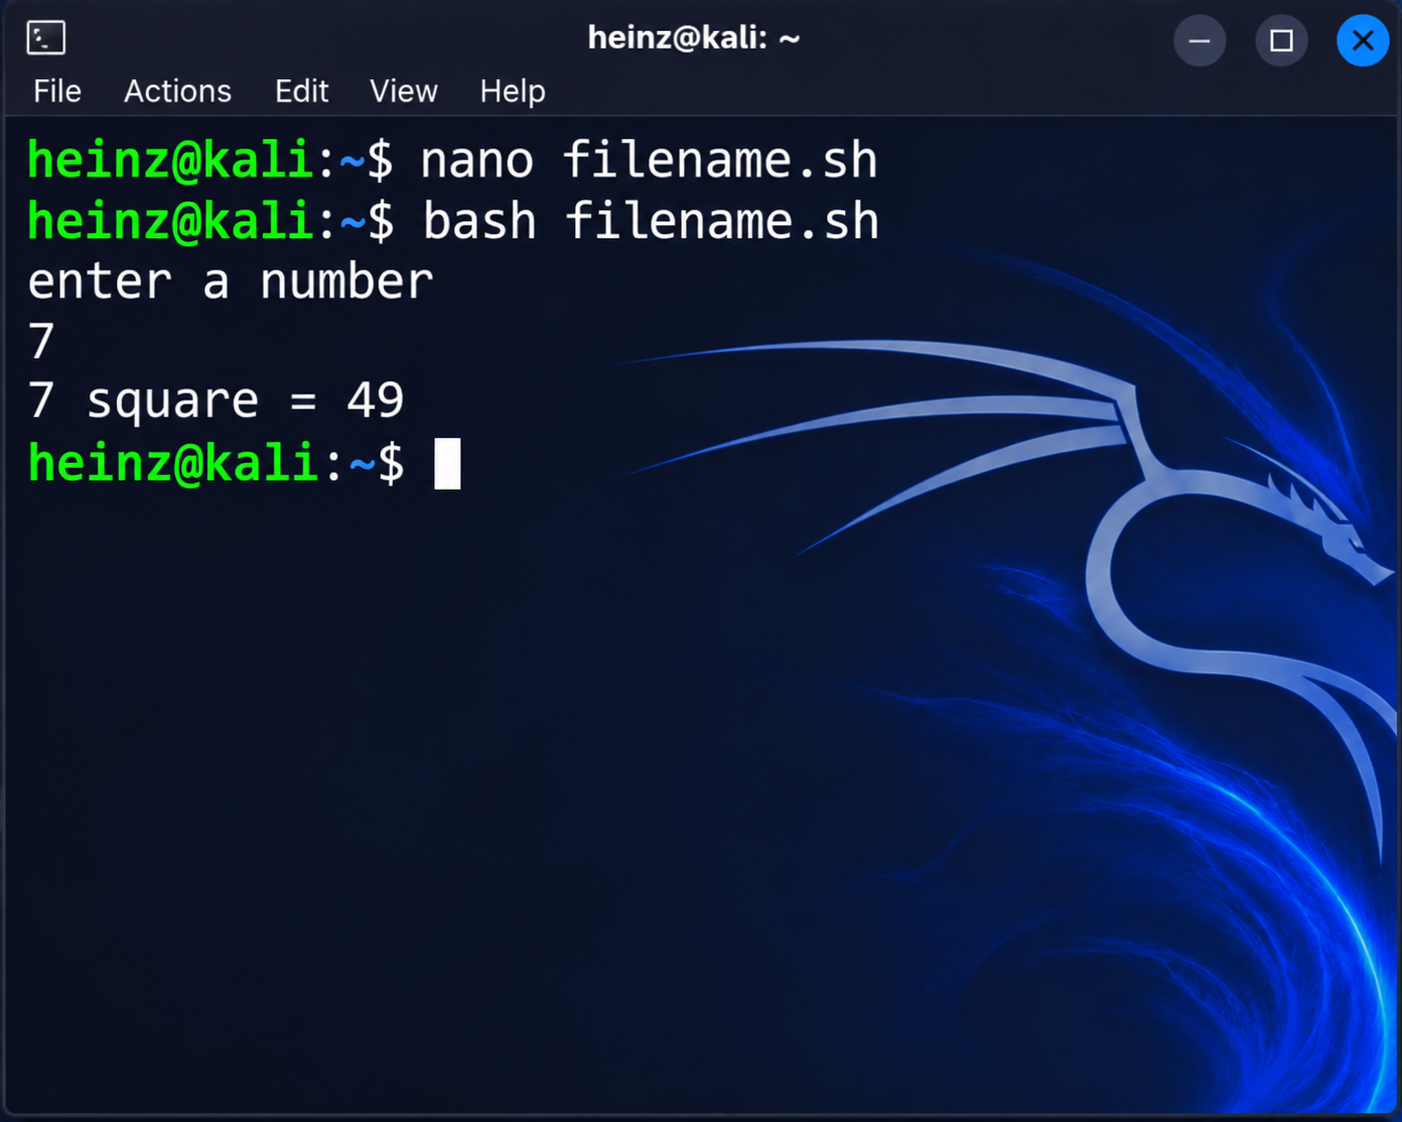 heinz@kali: ~
File Actions Edit View Help
heinz@kali:~$ nano filename.sh
heinz@kali:~$ bash filename.sh
enter a number
7
7 square = 49
heinz@kali:~$